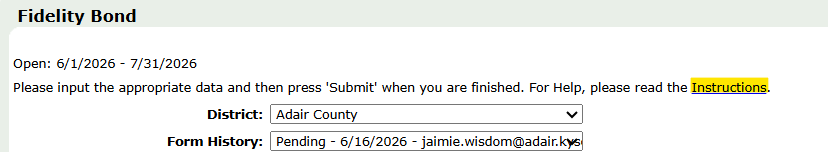 Fidelity Bond
Open: 6/1/2026 - 7/31/2026
Please input the appropriate data and then press 'Submit' when you are finished. For Help, please read the Instructions.
District: Adair County
Form History: Pending - 6/16/2026 - jaimie.wisdom@adair.kys